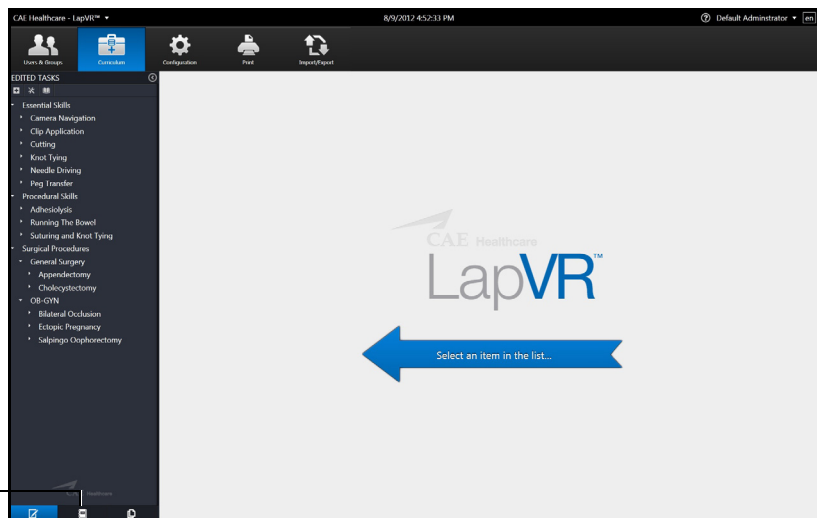 CAE Healthcare - LapVR™
8/9/2012 4:52:33 PM
Default Adminstrator
en
Users & Groups
Curriculum
Configuration
Print
Import/Export
EDITED TASKS
Essential Skills
Camera Navigation
Clip Application
Cutting
Knot Tying
Needle Driving
Peg Transfer
Procedural Skills
Adhesiolysis
Running The Bowel
Suturing and Knot Tying
Surgical Procedures
General Surgery
Appendectomy
Cholecystectomy
OB-GYN
Bilateral Occlusion
Ectopic Pregnancy
Salpingo Oophorectomy
CAE Healthcare
LapVR™
Select an item in the list...
CAE Healthcare